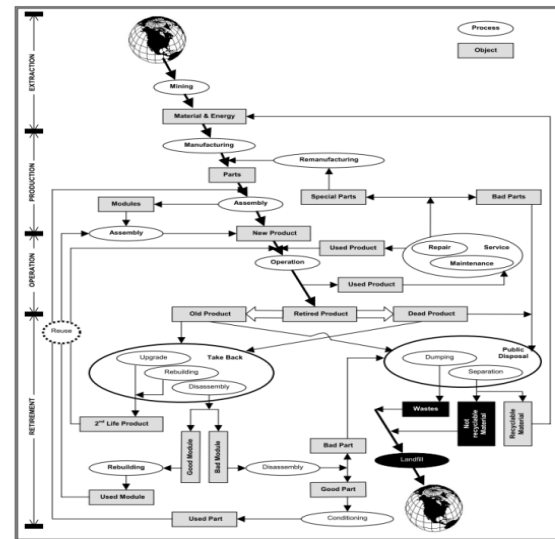 Process
Object
EXTRACTION
Mining
Material & Energy
PRODUCTION
Manufacturing
Remanufacturing
Parts
Special Parts
Bad Parts
Modules
Assembly
Assembly
New Product
OPERATION
Used Product
Repair
Service
Maintenance
Operation
Used Product
RETIREMENT
Old Product
Retired Product
Dead Product
Reuse
Upgrade
Take Back
Rebuilding
Disassembly
Public
Disposal
Dumping
Separation
2nd Life Product
Good Module
Bad Module
Wastes
Not
recyclable
Material
Recyclable
Material
Bad Part
Rebuilding
Disassembly
Landfill
Used Module
Good Part
Used Part
Conditioning